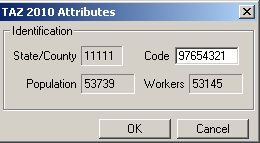 TAZ 2010 Attributes
Identification
State/County 11111 Code 97654321
Population 53739 Workers 53145
OK Cancel